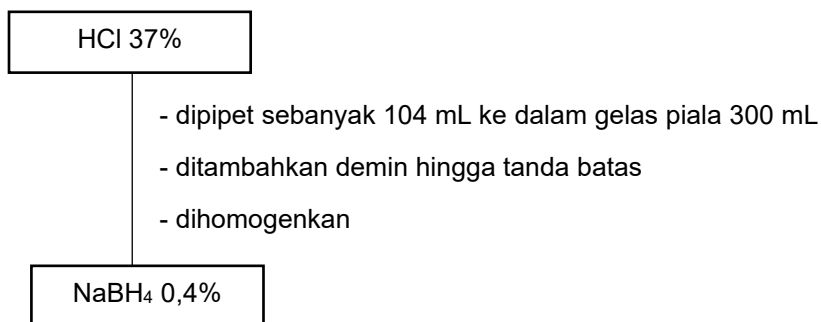 HCl 37%
- dipipet sebanyak 104 mL ke dalam gelas piala 300 mL
- ditambahkan demin hingga tanda batas
- dihomogenkan
NaBH₄ 0,4%